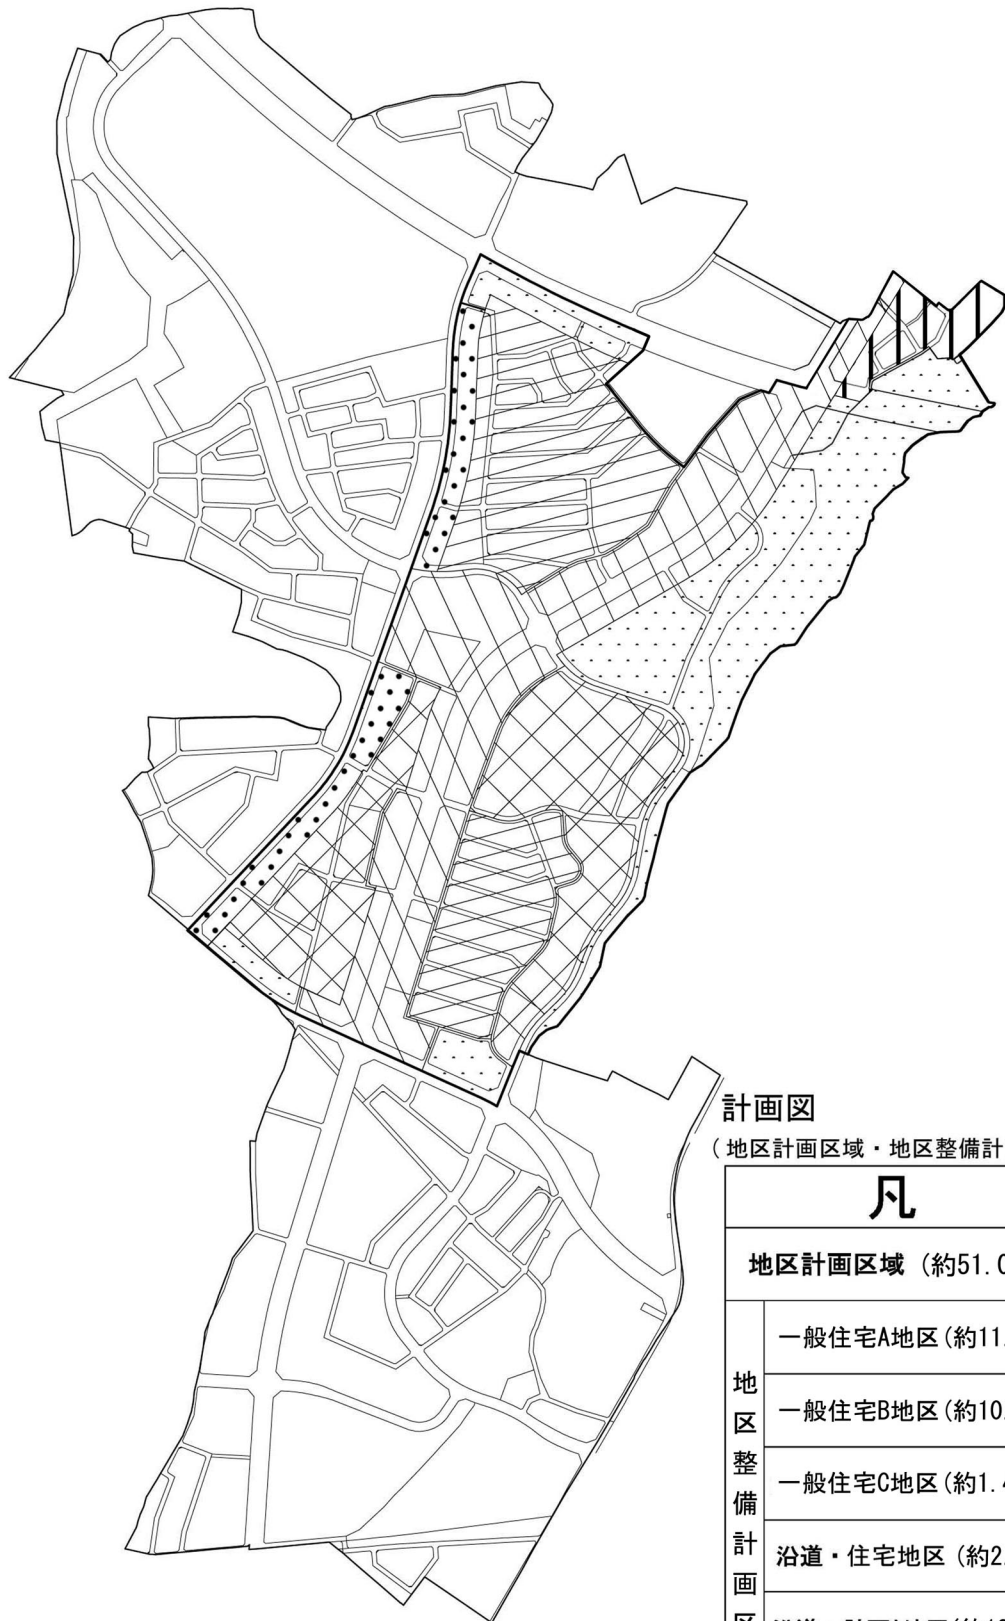 計画図
(地区計画区域・地区整備計
凡
地区計画区域 (約51.0
一般住宅A地区(約11.
一般住宅B地区(約10.
一般住宅C地区(約1.4
沿道・住宅地区 (約2.
地区整備計画区